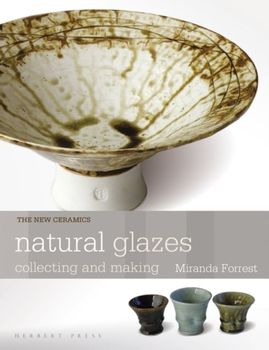 THE NEW CERAMICS
natural glazes
collecting and making Miranda Forrest
HERBERT PRESS